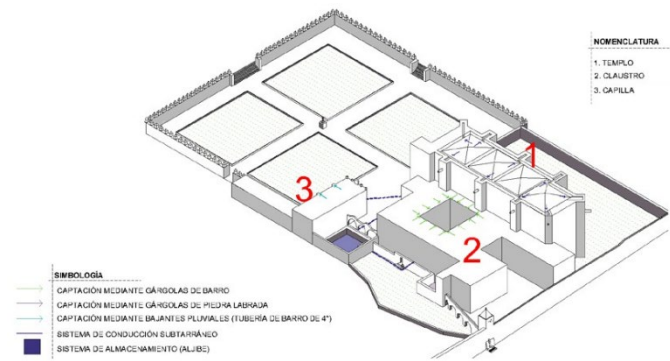 NOMENCLATURA
1. TEMPLO
2. CLAUSTRO
3. CAPILLA
1
3
2
SIMBOLOGÍA
CAPTACIÓN MEDIANTE GÁRGOLAS DE BARRO
CAPTACIÓN MEDIANTE GÁRGOLAS DE PIEDRA LABRADA
CAPTACIÓN MEDIANTE BAJANTES PLUVIALES (TUBERÍA DE BARRO DE 4")
SISTEMA DE CONDUCCIÓN SUBTARRÁNEO
SISTEMA DE ALMACENAMIENTO (ALJIBE)